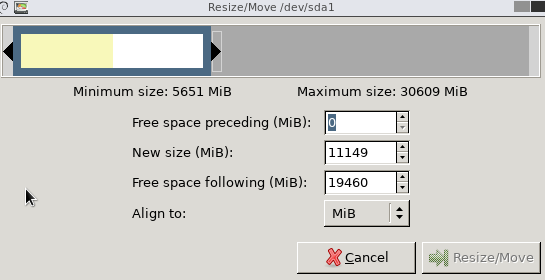 Resize/Move /dev/sda1
Minimum size: 5651 MiB Maximum size: 30609 MiB
Free space preceding (MiB): 0
New size (MiB): 11149
Free space following (MiB): 19460
Align to: MiB
Cancel Resize/Move